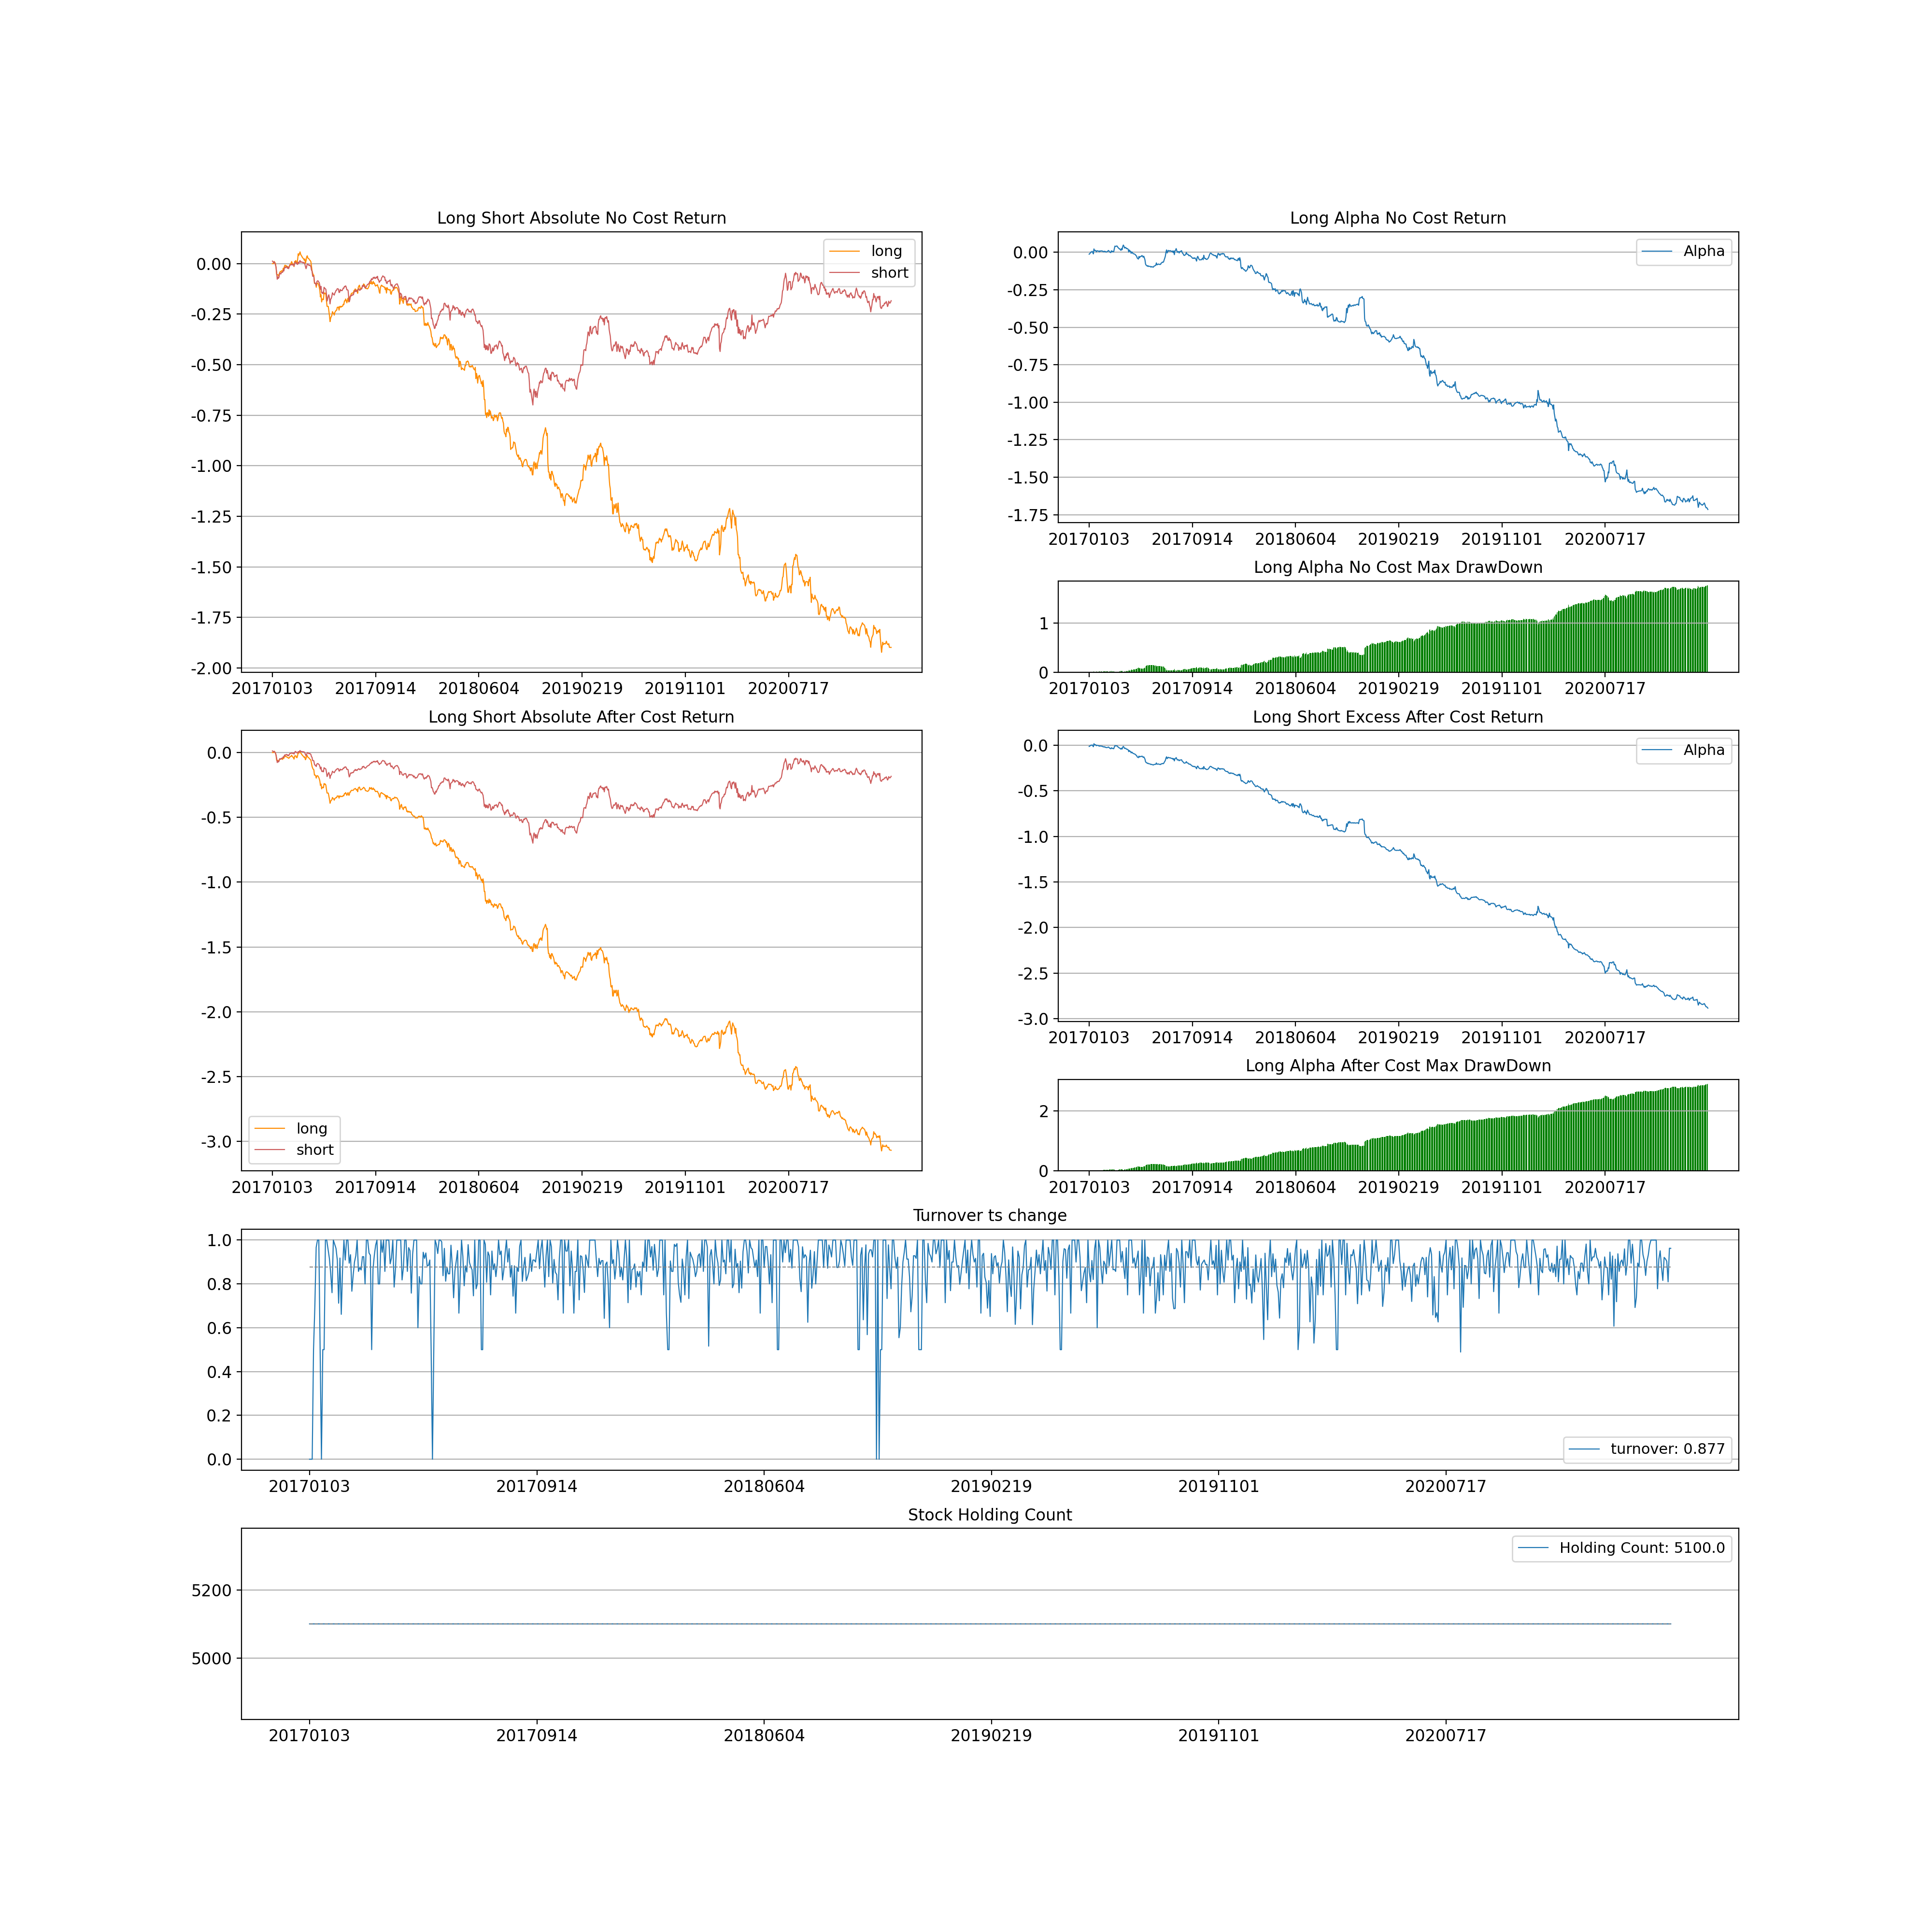 Long Short Absolute No Cost Return
0.00
-0.25
-0.50
-0.75
-1.00
-1.25
-1.50
-1.75
-2.00
long
short
20170103 20170914 20180604 20190219 20191101 20200717
Long Alpha No Cost Return
0.00
-0.25
-0.50
-0.75
-1.00
-1.25
-1.50
-1.75
Alpha
20170103 20170914 20180604 20190219 20191101 20200717
Long Alpha No Cost Max DrawDown
1
0
20170103 20170914 20180604 20190219 20191101 20200717
Long Short Absolute After Cost Return
0.0
-0.5
-1.0
-1.5
-2.0
-2.5
-3.0
long
short
20170103 20170914 20180604 20190219 20191101 20200717
Long Short Excess After Cost Return
0.0
-0.5
-1.0
-1.5
-2.0
-2.5
-3.0
Alpha
20170103 20170914 20180604 20190219 20191101 20200717
Long Alpha After Cost Max DrawDown
2
0
20170103 20170914 20180604 20190219 20191101 20200717
Turnover ts change
1.0
0.8
0.6
0.4
0.2
0.0
turnover: 0.877
20170103 20170914 20180604 20190219 20191101 20200717
Stock Holding Count
Holding Count: 5100.0
5200
5000
20170103 20170914 20180604 20190219 20191101 20200717